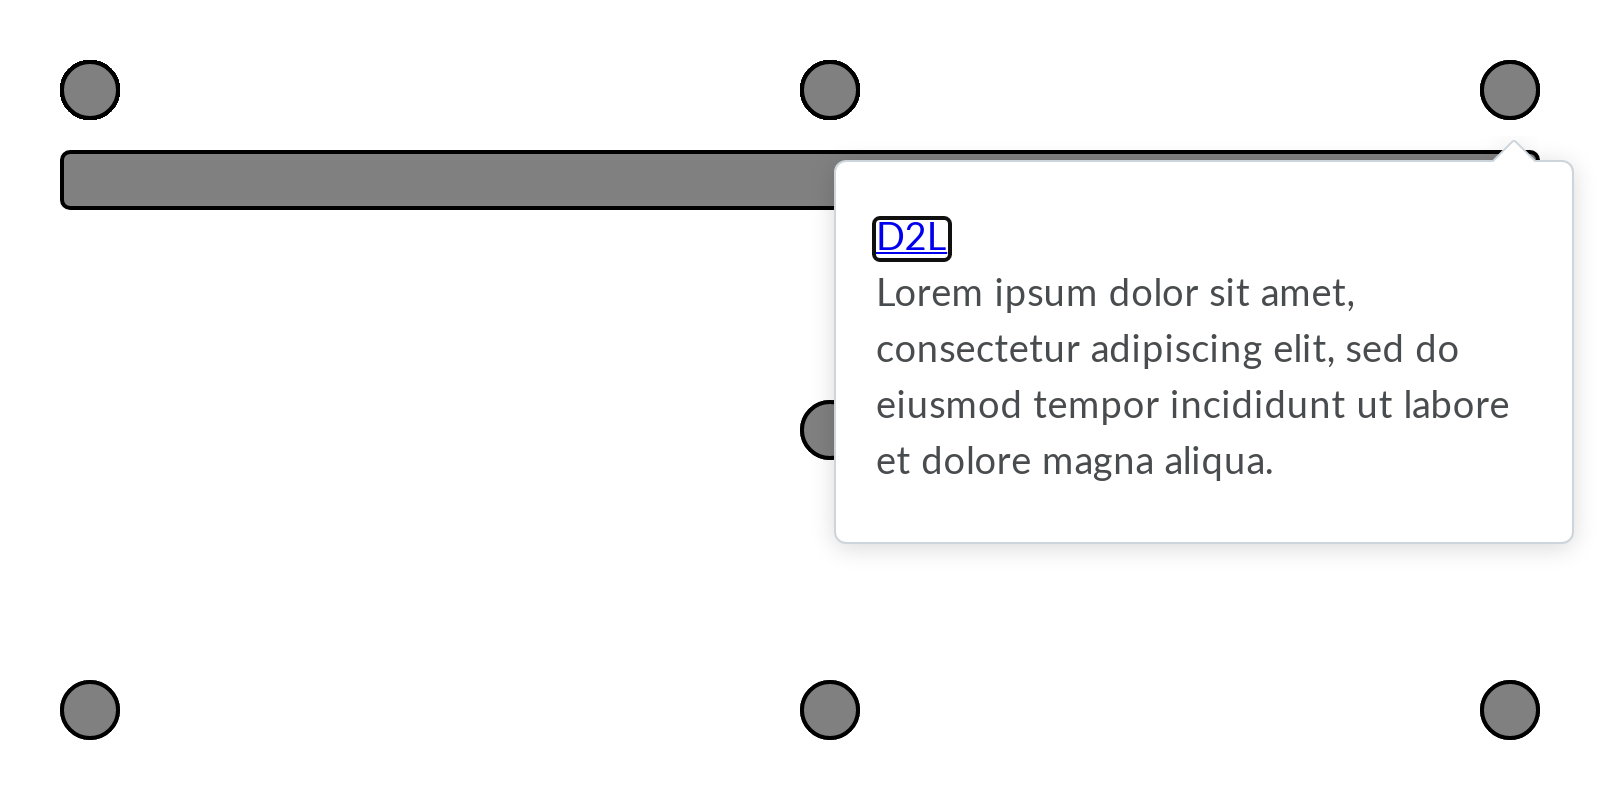 D2L
Lorem ipsum dolor sit amet,
consectetur adipiscing elit, sed do
eiusmod tempor incididunt ut labore
et dolore magna aliqua.